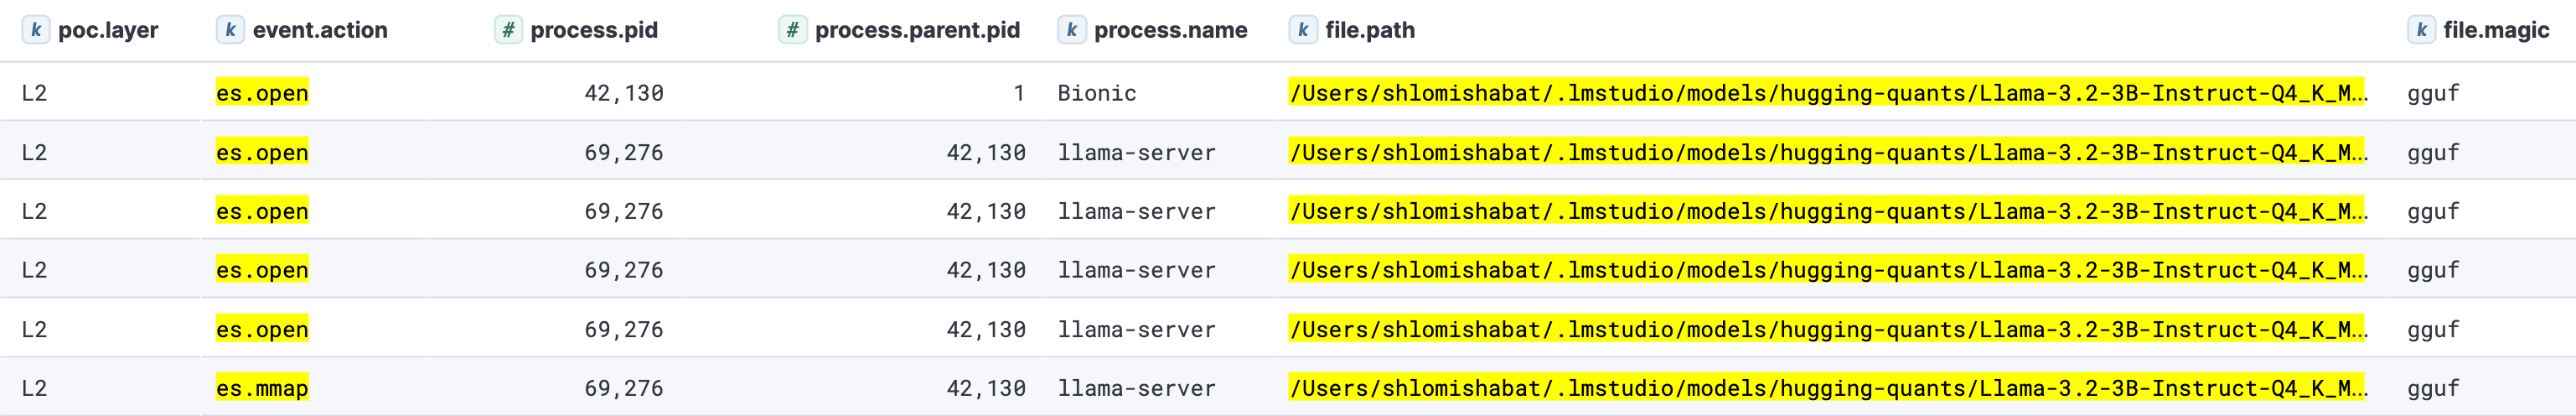 k poc.layer k event.action # process.pid # process.parent.pid k process.name k file.path k file.magic
L2 es.open 42,130 1 Bionic /Users/shlomishabat/.lmstudio/models/hugging-quants/Llama-3.2-3B-Instruct-Q4_K_M… gguf
L2 es.open 69,276 42,130 llama-server /Users/shlomishabat/.lmstudio/models/hugging-quants/Llama-3.2-3B-Instruct-Q4_K_M… gguf
L2 es.open 69,276 42,130 llama-server /Users/shlomishabat/.lmstudio/models/hugging-quants/Llama-3.2-3B-Instruct-Q4_K_M… gguf
L2 es.open 69,276 42,130 llama-server /Users/shlomishabat/.lmstudio/models/hugging-quants/Llama-3.2-3B-Instruct-Q4_K_M… gguf
L2 es.open 69,276 42,130 llama-server /Users/shlomishabat/.lmstudio/models/hugging-quants/Llama-3.2-3B-Instruct-Q4_K_M… gguf
L2 es.mmap 69,276 42,130 llama-server /Users/shlomishabat/.lmstudio/models/hugging-quants/Llama-3.2-3B-Instruct-Q4_K_M… gguf